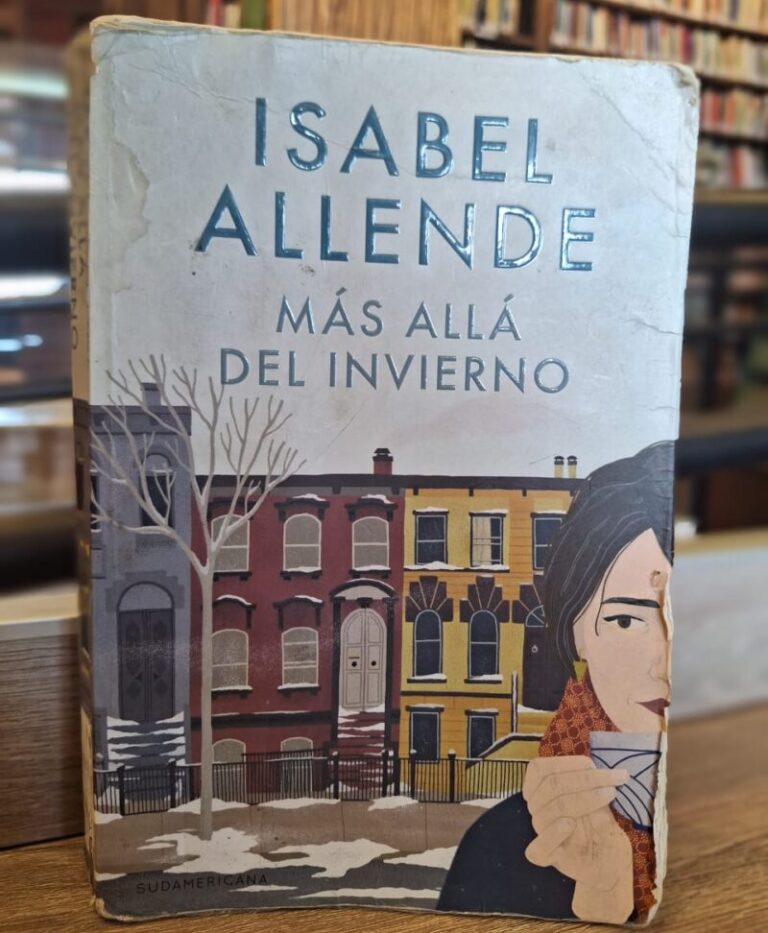 ISABEL
ALLENDE
MÁS ALLÁ
DEL INVIERNO
SUDAMERICANA